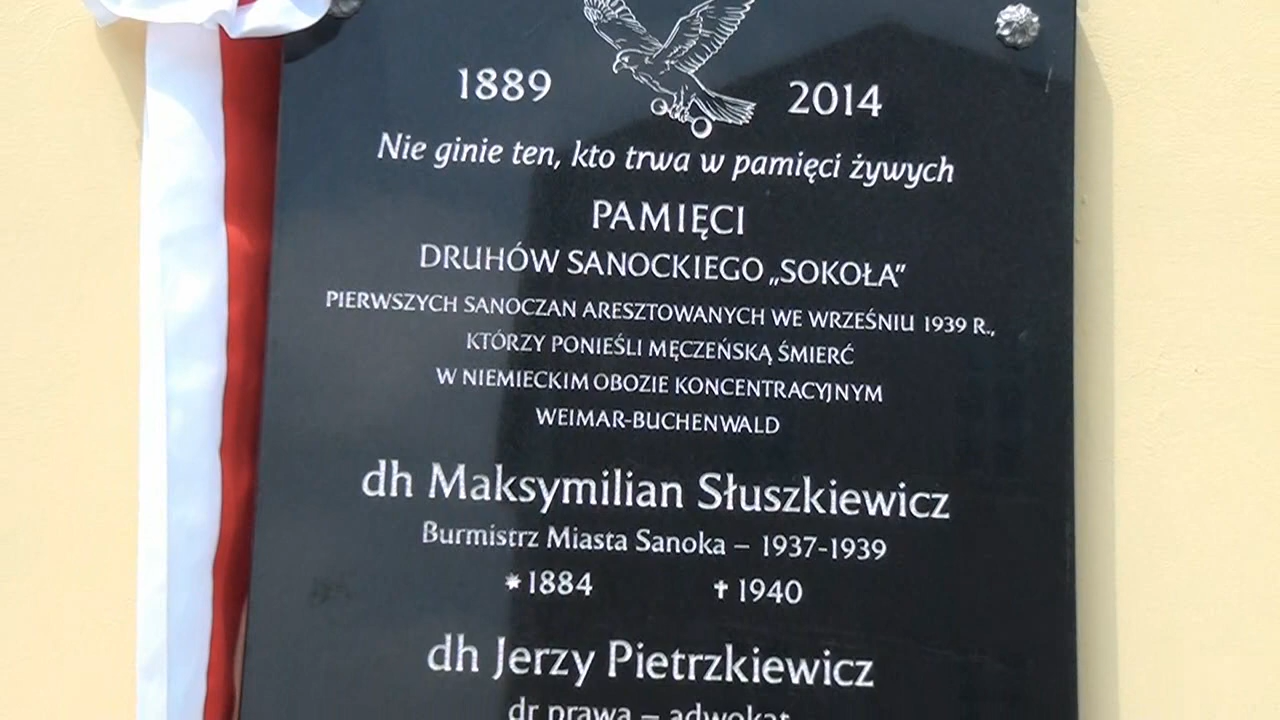 1889 2014
Nie ginie ten, kto trwa w pamięci żywych
PAMIĘCI
DRUHÓW SANOCKIEGO „SOKOŁA”
PIERWSZYCH SANOCZAN ARESZTOWANYCH WE WRZEŚNIU 1939 R.,
KTÓRZY PONIEŚLI MĘCZEŃSKĄ ŚMIERĆ
W NIEMIECKIM OBOZIE KONCENTRACYJNYM
WEIMAR-BUCHENWALD
dh Maksymilian Słuszkiewicz
Burmistrz Miasta Sanoka – 1937-1939
* 1884 † 1940
dh Jerzy Pietrzkiewicz
dr prawa – adwokat